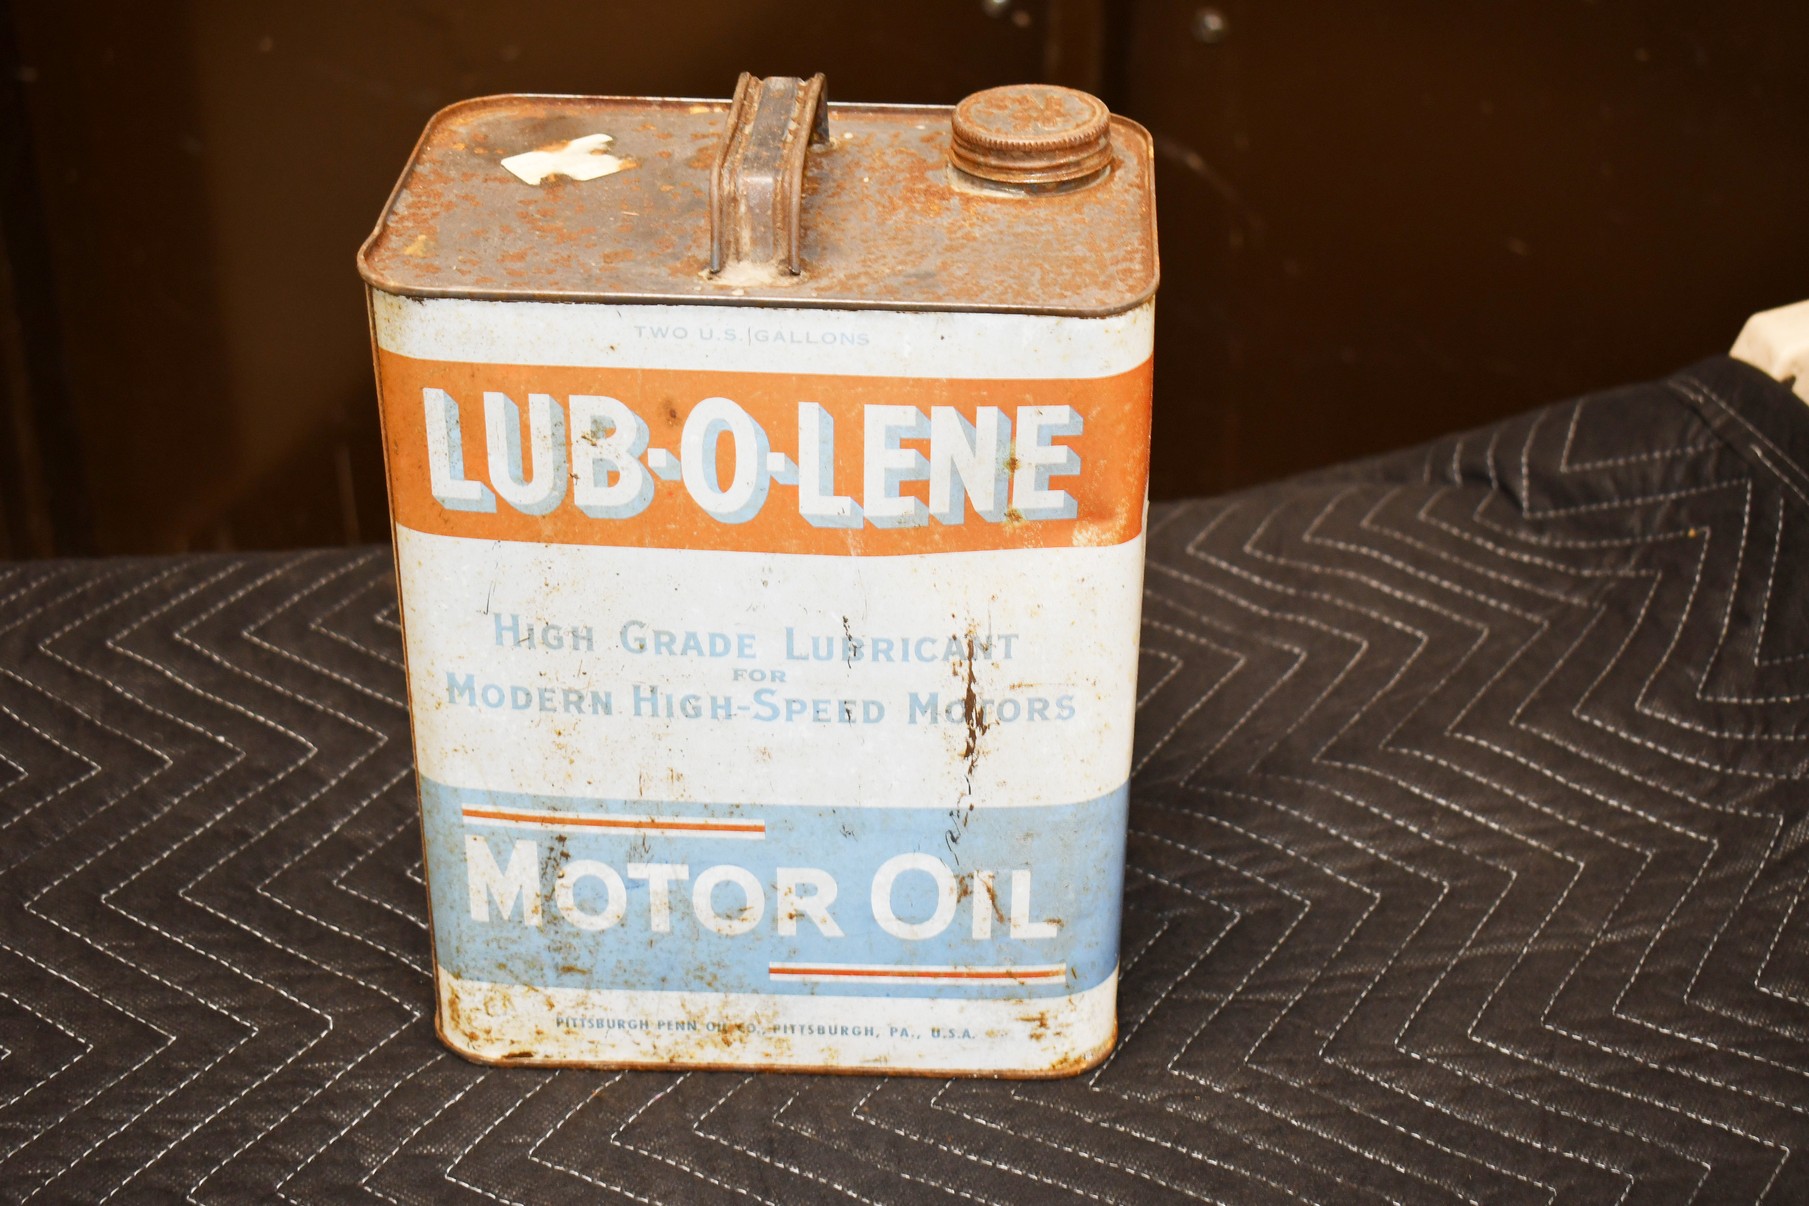 TWO U.S. GALLONS
LUB-O-LENE
HIGH GRADE LUBRICANT
FOR
MODERN HIGH-SPEED MOTORS
MOTOR OIL
PITTSBURGH PENN OIL CO., PITTSBURGH, PA., U.S.A.